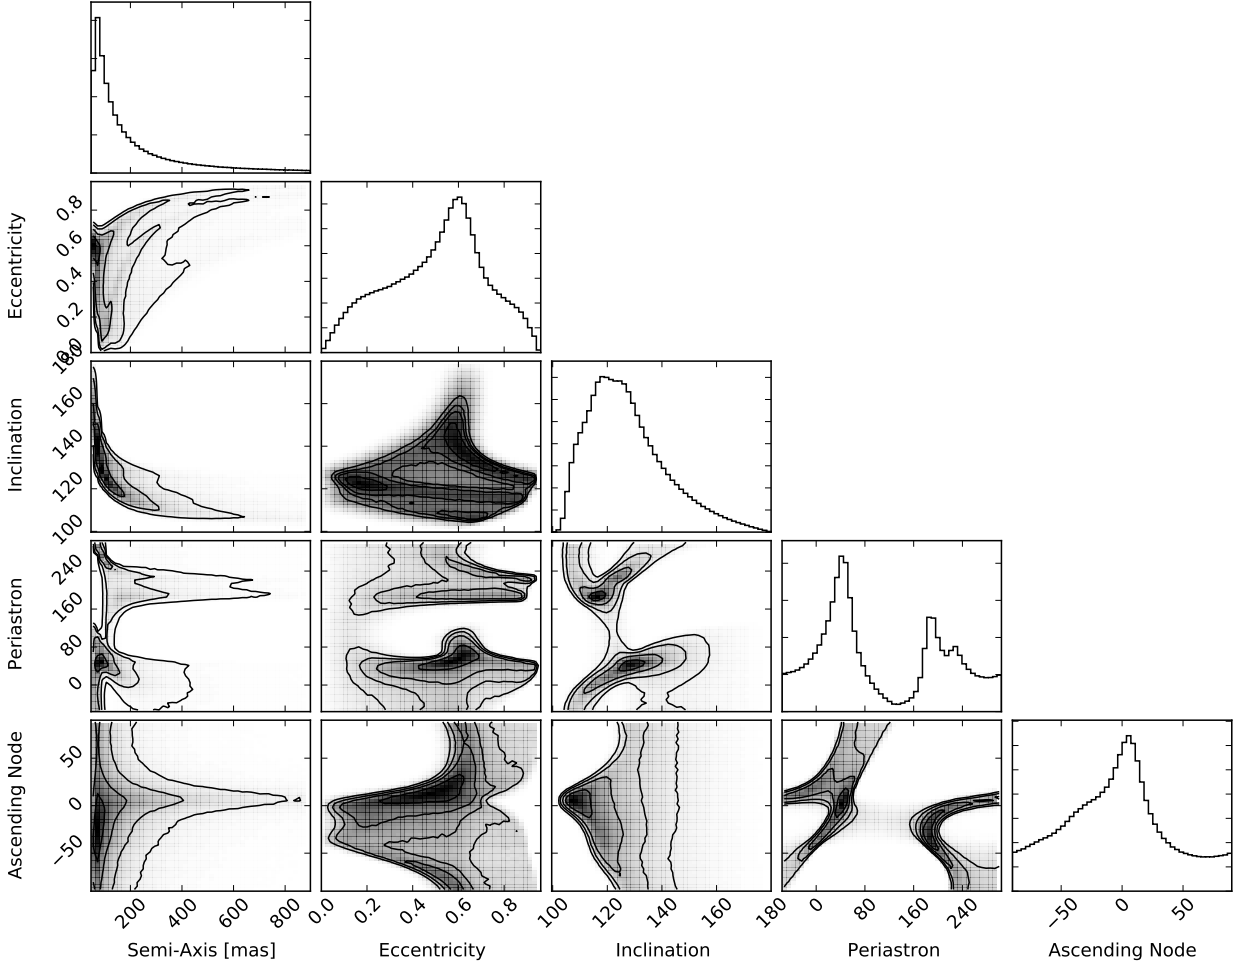 Eccentricity
0.8
0.6
0.4
0.2
0.0
Inclination
180
160
140
120
100
Periastron
240
160
80
0
Ascending Node
50
0
−50
200 400 600 800
0.0 0.2 0.4 0.6 0.8
100 120 140 160 180
0 80 160 240
−50 0 50
Semi-Axis [mas] Eccentricity Inclination Periastron Ascending Node